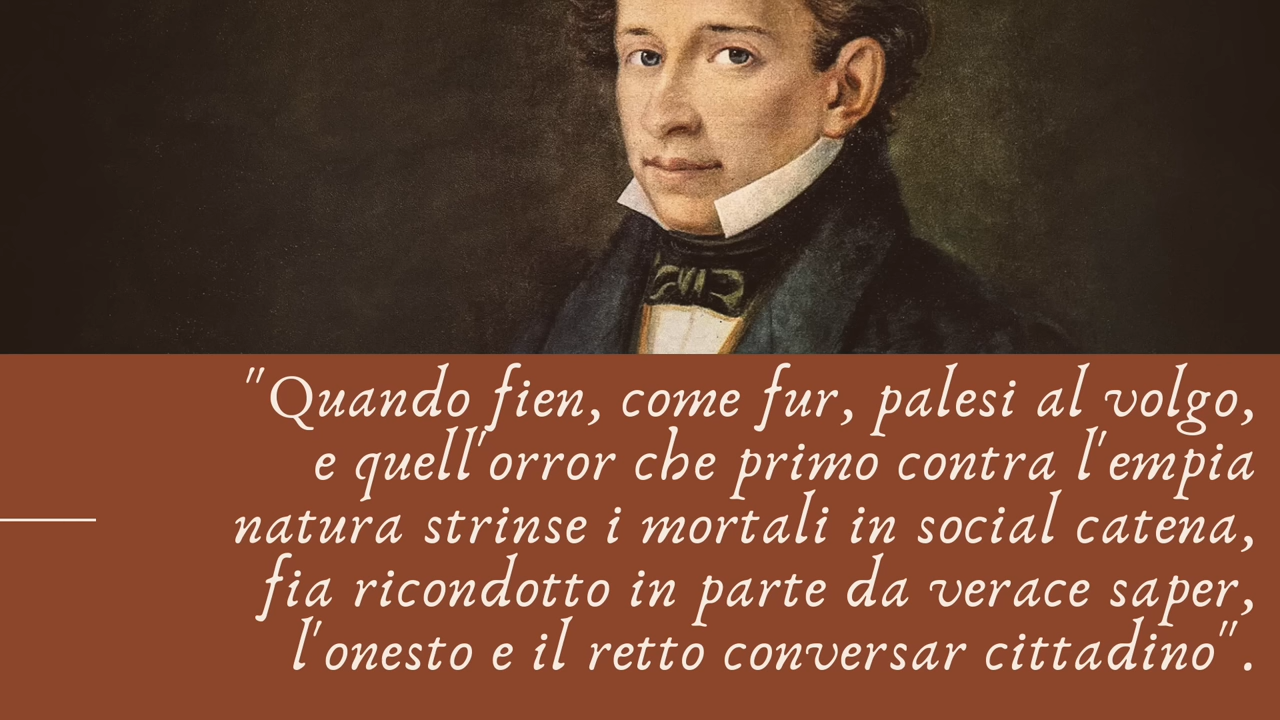 "Quando fien, come fur, palesi al volgo,
e quell'orror che primo contra l'empia
natura strinse i mortali in social catena,
fia ricondotto in parte da verace saper,
l'onesto e il retto conversar cittadino".